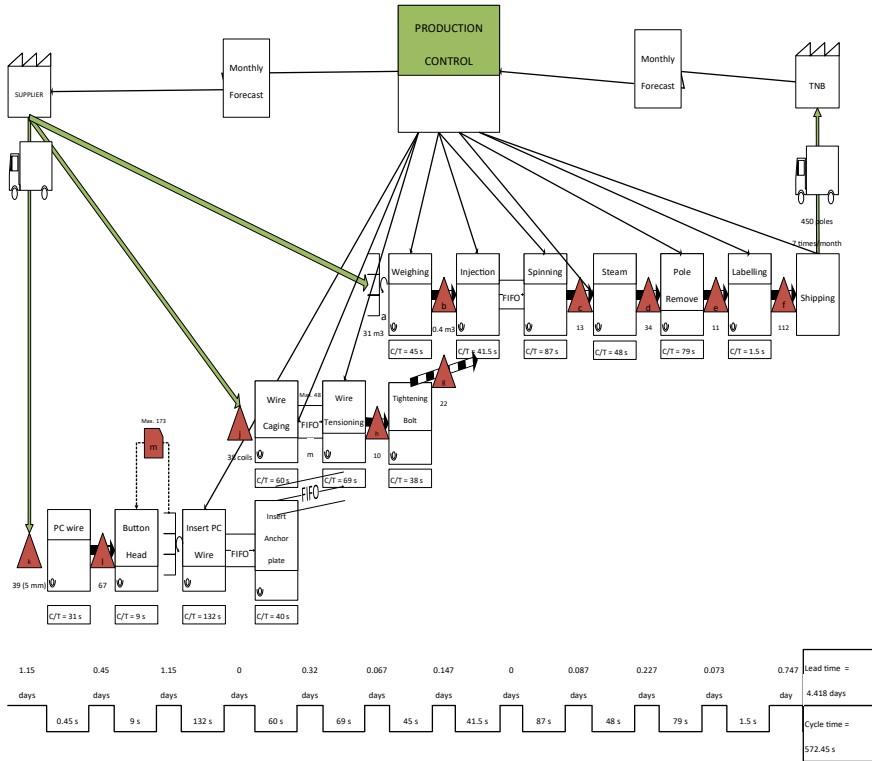 PRODUCTION
CONTROL
Monthly
Forecast
Monthly
Forecast
SUPPLIER
TNB
450 poles
7 times/month
Weighing
Injection
Spinning
Steam
Pole
Remove
Labelling
Shipping
FIFO
a
b
c
d
e
f
31 m3
0.4 m3
13
34
11
112
C/T = 45 s
C/T = 41.5 s
C/T = 87 s
C/T = 48 s
C/T = 79 s
C/T = 1.5 s
g
22
Wire
Caging
Max. 48
FIFO
m
Wire
Tensioning
Tightening
Bolt
j
h
38 coils
10
C/T = 60 s
C/T = 69 s
C/T = 38 s
Max. 173
m
FIFO
PC wire
Button
Head
Insert PC
Wire
FIFO
Insert
Anchor
plate
k
l
39 (5 mm)
67
C/T = 31 s
C/T = 9 s
C/T = 132 s
C/T = 40 s
1.15 0.45 1.15 0 0.32 0.067 0.147 0 0.087 0.227 0.073 0.747
days days days days days days days days days days days day
Lead time =
4.418 days
0.45 s 9 s 132 s 60 s 69 s 45 s 41.5 s 87 s 48 s 79 s 1.5 s
Cycle time =
572.45 s